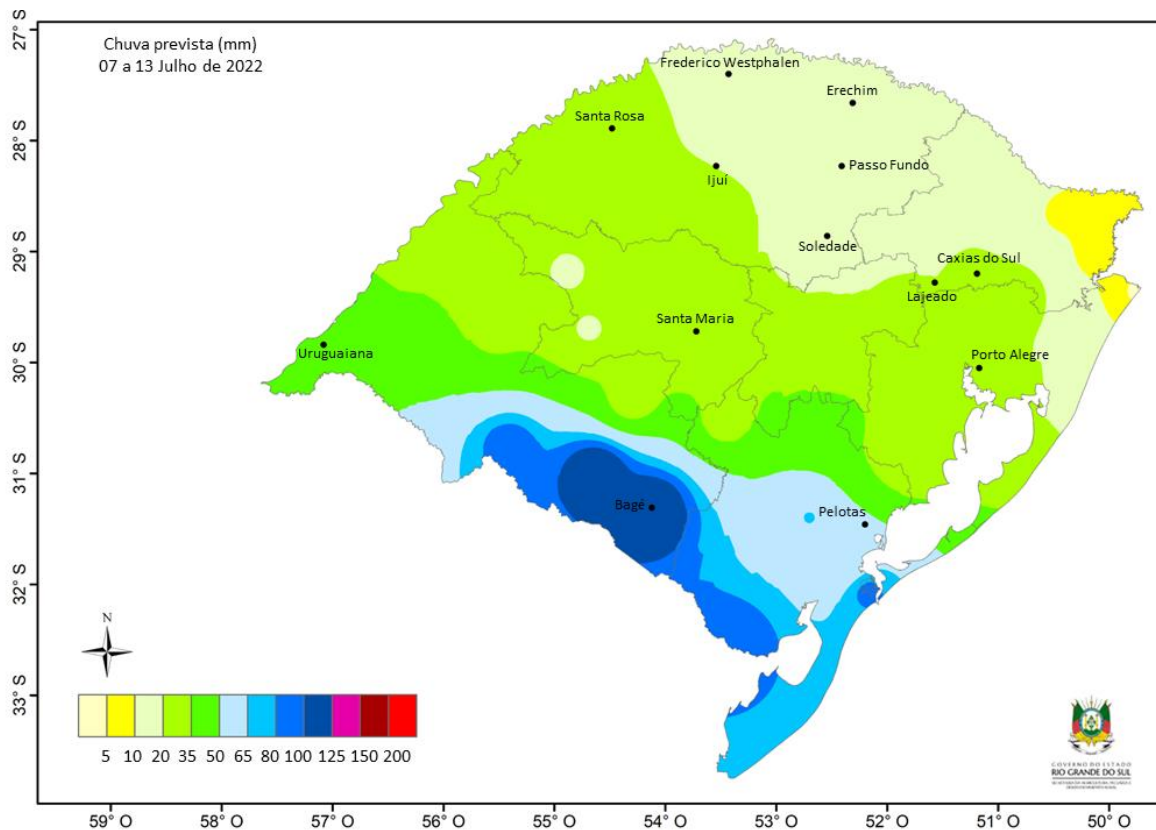 Chuva prevista (mm)
07 a 13 Julho de 2022
27° S
28° S
29° S
30° S
31° S
32° S
33° S
Frederico Westphalen
Erechim
Santa Rosa
Passo Fundo
Ijuí
Soledade
Caxias do Sul
Lajeado
Santa Maria
Uruguaiana
Porto Alegre
Bagé
Pelotas
N
5 10 20 35 50 65 80 100 125 150 200
GOVERNO DO ESTADO
RIO GRANDE DO SUL
59° O 58° O 57° O 56° O 55° O 54° O 53° O 52° O 51° O 50° O